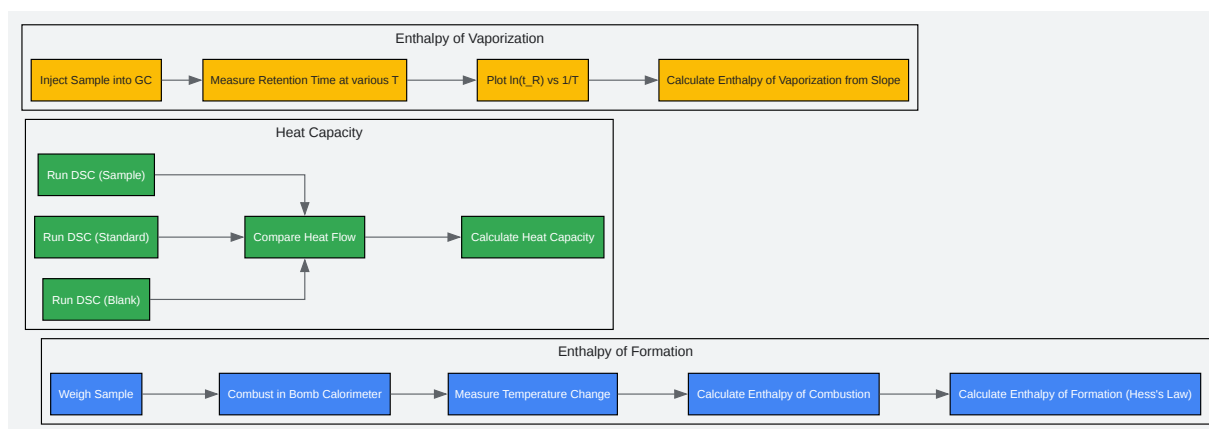 Enthalpy of Vaporization
Inject Sample into GC
Measure Retention Time at various T
Plot ln(t_R) vs 1/T
Calculate Enthalpy of Vaporization from Slope
Heat Capacity
Run DSC (Sample)
Run DSC (Standard)
Compare Heat Flow
Calculate Heat Capacity
Run DSC (Blank)
Enthalpy of Formation
Weigh Sample
Combust in Bomb Calorimeter
Measure Temperature Change
Calculate Enthalpy of Combustion
Calculate Enthalpy of Formation (Hess's Law)